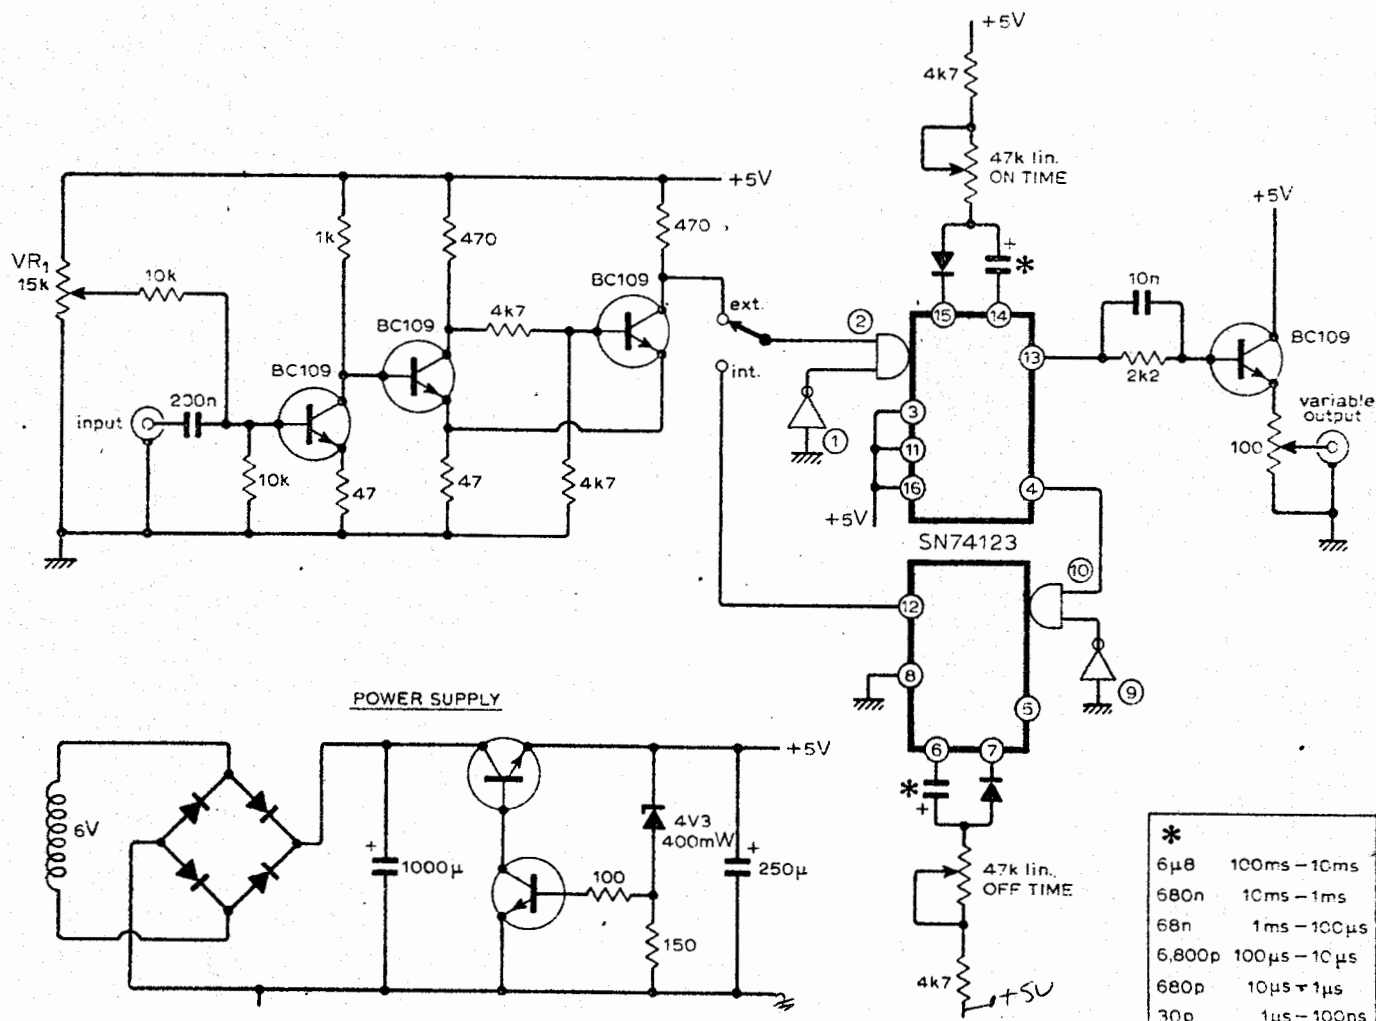 +5V
4k7
47k lin.
ON TIME
+5V
+5V
1k
470
470
VR1
15k
10k
BC109
ext.
10n
4k7
BC109
2
15
14
13
BC109
BC109
2k2
int.
variable
output
input
200n
3
1
11
100
10k
47
47
4k7
16
4
+5V
SN74123
10
12
8
9
5
POWER SUPPLY
+5V
6
7
*
*
6V
+
1000μ
4V3
400mW
+
250μ
100
150
47k lin.
OFF TIME
4k7
+5V
*
6μ8 100ms – 10ms
680n 10ms – 1ms
68n 1ms – 100μs
6,800p 100μs – 10μs
680p 10μs – 1μs
30p 1μs – 100ns